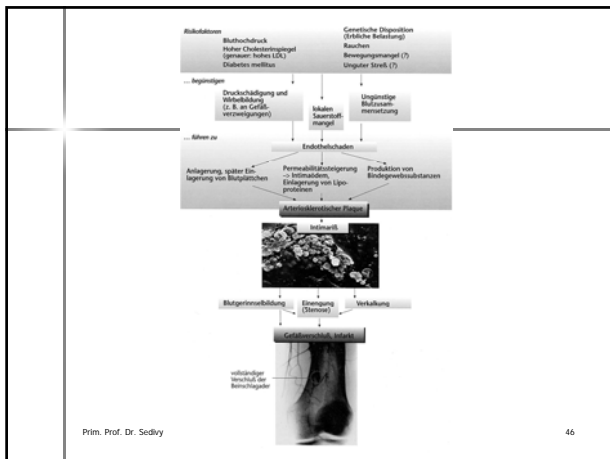 Risikofaktoren
Bluthochdruck
Hoher Cholesterinspiegel
(genauer: hohes LDL)
Diabetes mellitus
Genetische Disposition
(Erbliche Belastung)
Rauchen
Bewegungsmangel (?)
Unguter Streß (?)
... begünstigen
Druckschädigung und
Wirbelbildung
(z. B. an Gefäß-
verzweigungen)
lokalen
Sauerstoff-
mangel
Ungünstige
Blutzusam-
mensetzung
... führen zu
Endothelschaden
Anlagerung, später Ein-
lagerung von Blutplättchen
Permeabilitätssteigerung
–> Intimaödem,
Einlagerung von Lipo-
proteinen
Produktion von
Bindegewebssubstanzen
Arteriosklerotischer Plaque
Intimariß
Blutgerinnselbildung
Einengung
(Stenose)
Verkalkung
Gefäßverschluß, Infarkt
vollständiger
Verschluß der
Beinschlagader
Prim. Prof. Dr. Sedivy
46